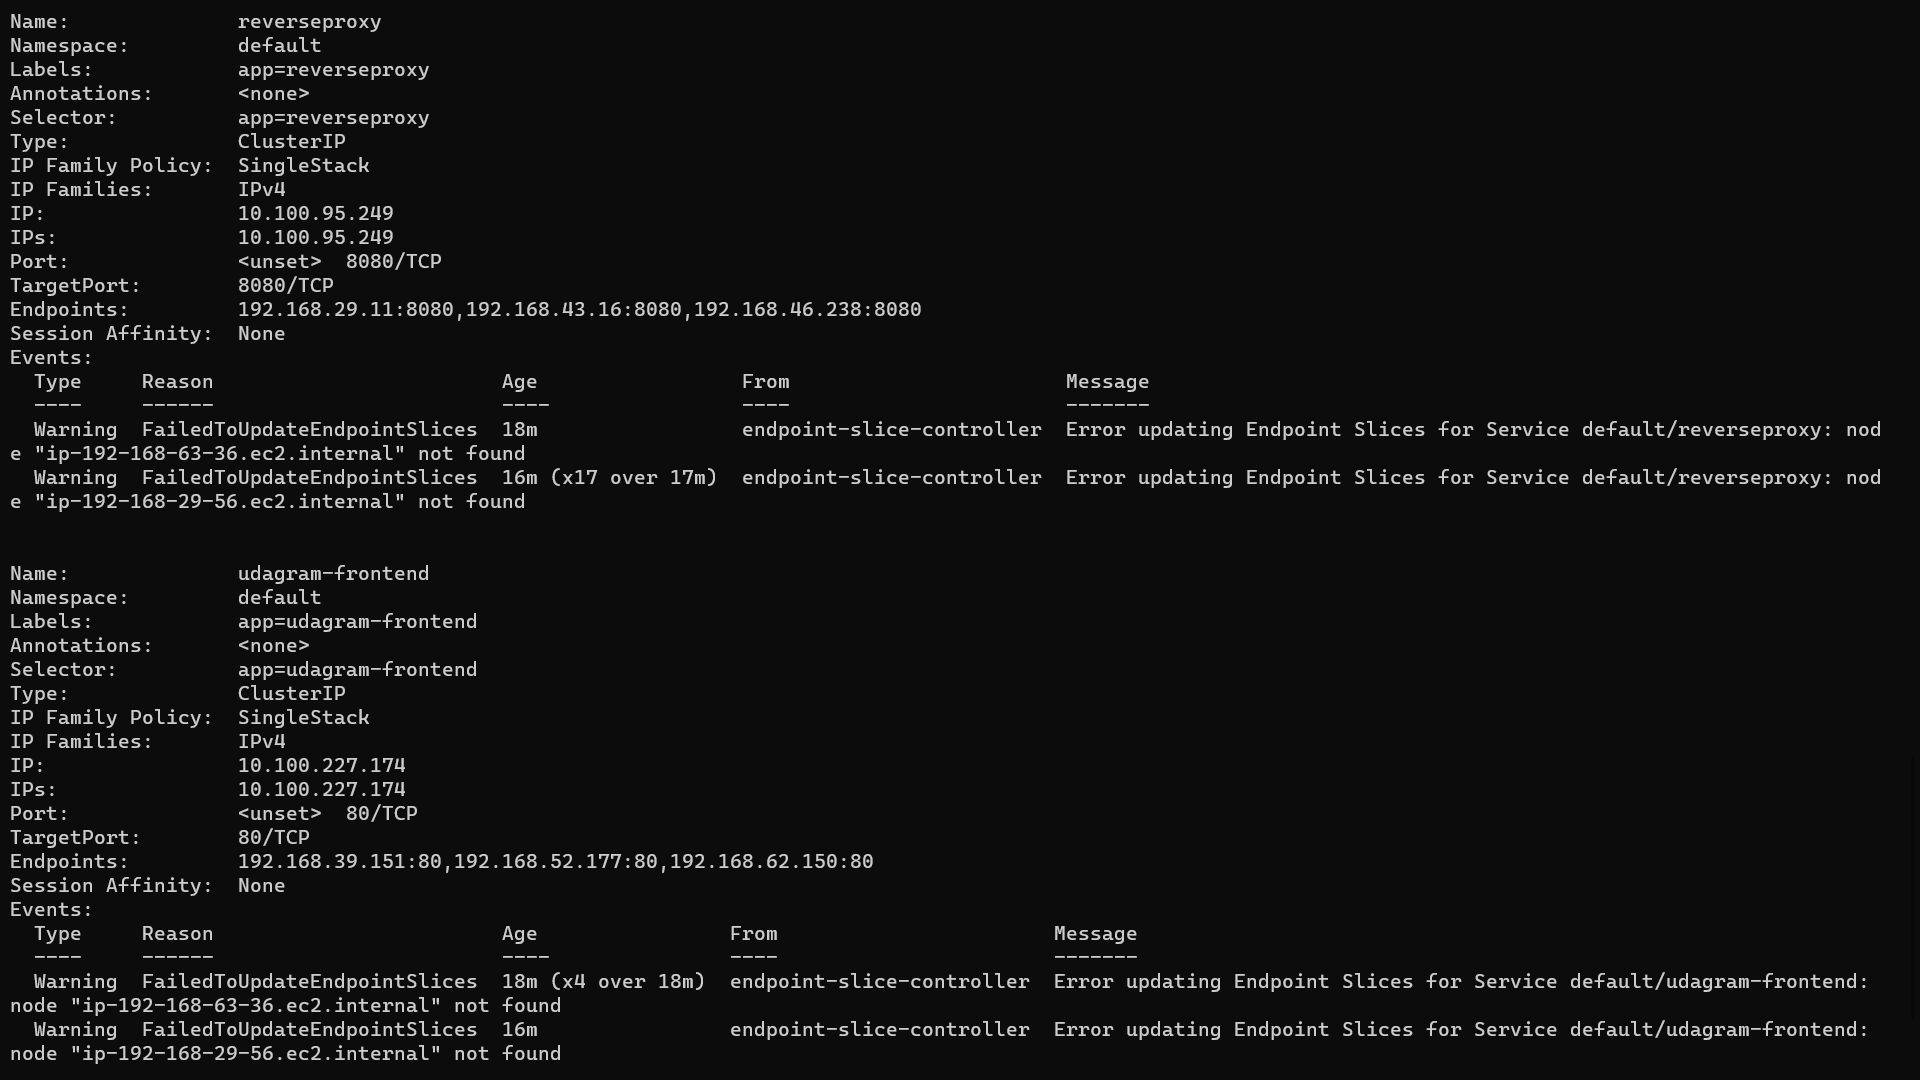 Name:              reverseproxy
Namespace:         default
Labels:            app=reverseproxy
Annotations:       <none>
Selector:          app=reverseproxy
Type:              ClusterIP
IP Family Policy:  SingleStack
IP Families:       IPv4
IP:                10.100.95.249
IPs:               10.100.95.249
Port:              <unset>  8080/TCP
TargetPort:        8080/TCP
Endpoints:         192.168.29.11:8080,192.168.43.16:8080,192.168.46.238:8080
Session Affinity:  None
Events:
  Type     Reason                        Age                 From                       Message
  ----     ------                        ----                ----                       -------
  Warning  FailedToUpdateEndpointSlices  18m                 endpoint-slice-controller  Error updating Endpoint Slices for Service default/reverseproxy: nod
e "ip-192-168-63-36.ec2.internal" not found
  Warning  FailedToUpdateEndpointSlices  16m (x17 over 17m)  endpoint-slice-controller  Error updating Endpoint Slices for Service default/reverseproxy: nod
e "ip-192-168-29-56.ec2.internal" not found
Name:              udagram-frontend
Namespace:         default
Labels:            app=udagram-frontend
Annotations:       <none>
Selector:          app=udagram-frontend
Type:              ClusterIP
IP Family Policy:  SingleStack
IP Families:       IPv4
IP:                10.100.227.174
IPs:               10.100.227.174
Port:              <unset>  80/TCP
TargetPort:        80/TCP
Endpoints:         192.168.39.151:80,192.168.52.177:80,192.168.62.150:80
Session Affinity:  None
Events:
  Type     Reason                        Age                From                       Message
  ----     ------                        ----               ----                       -------
  Warning  FailedToUpdateEndpointSlices  18m (x4 over 18m)  endpoint-slice-controller  Error updating Endpoint Slices for Service default/udagram-frontend:
node "ip-192-168-63-36.ec2.internal" not found
  Warning  FailedToUpdateEndpointSlices  16m                endpoint-slice-controller  Error updating Endpoint Slices for Service default/udagram-frontend:
node "ip-192-168-29-56.ec2.internal" not found